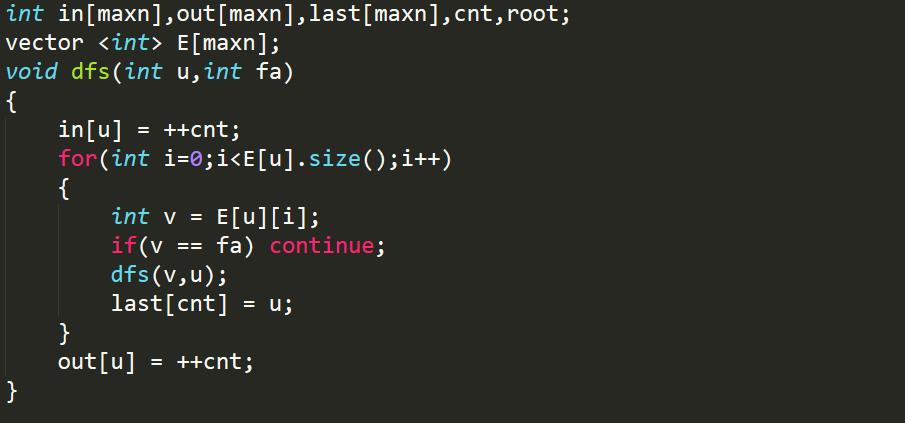 int in[maxn],out[maxn],last[maxn],cnt,root;
vector <int> E[maxn];
void dfs(int u,int fa)
{
    in[u] = ++cnt;
    for(int i=0;i<E[u].size();i++)
    {
        int v = E[u][i];
        if(v == fa) continue;
        dfs(v,u);
        last[cnt] = u;
    }
    out[u] = ++cnt;
}